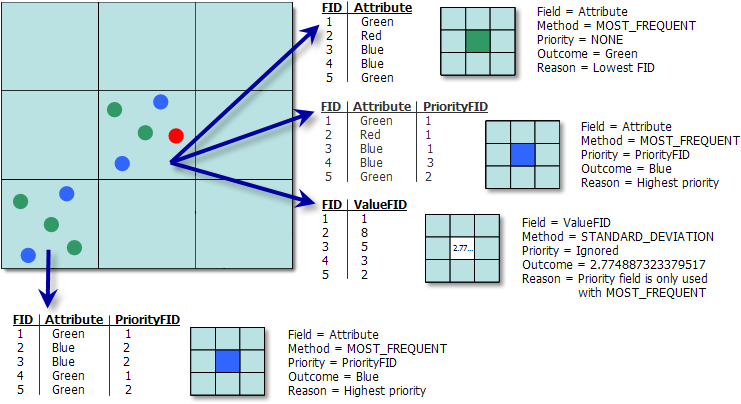 FID Attribute
1 Green
2 Red
3 Blue
4 Blue
5 Green
Field = Attribute
Method = MOST_FREQUENT
Priority = NONE
Outcome = Green
Reason = Lowest FID
FID Attribute PriorityFID
1 Green 1
2 Red 1
3 Blue 1
4 Blue 3
5 Green 2
Field = Attribute
Method = MOST_FREQUENT
Priority = PriorityFID
Outcome = Blue
Reason = Highest priority
FID ValueFID
1 1
2 8
3 5
4 3
5 2
2.77...
Field = ValueFID
Method = STANDARD_DEVIATION
Priority = Ignored
Outcome = 2.774887323379517
Reason = Priority field is only used
with MOST_FREQUENT
FID Attribute PriorityFID
1 Green 1
2 Blue 2
3 Blue 2
4 Green 1
5 Green 2
Field = Attribute
Method = MOST_FREQUENT
Priority = PriorityFID
Outcome = Blue
Reason = Highest priority